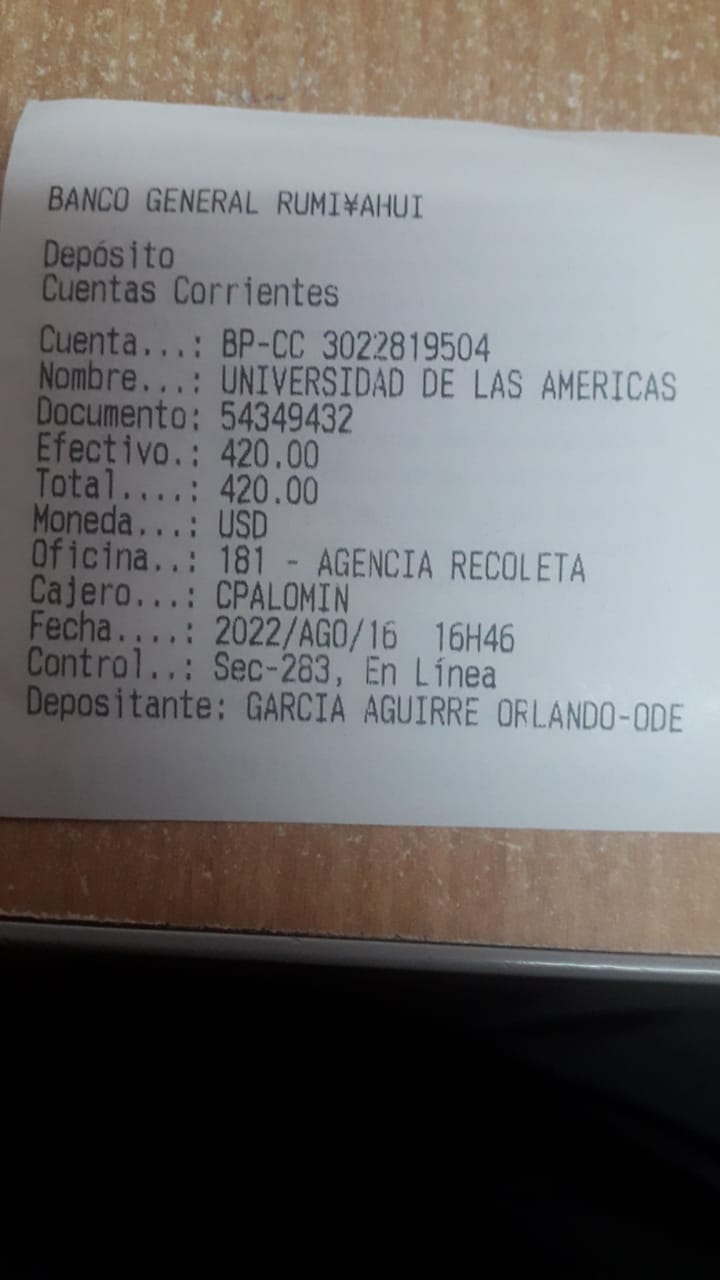 BANCO GENERAL RUMI¥AHUI
Depósito
Cuentas Corrientes
Cuenta...: BP-CC 3022819504
Nombre...: UNIVERSIDAD DE LAS AMERICAS
Documento: 54349432
Efectivo.: 420.00
Total....: 420.00
Moneda...: USD
Oficina..: 181 - AGENCIA RECOLETA
Cajero...: CPALOMIN
Fecha....: 2022/AGO/16 16H46
Control..: Sec-283, En Línea
Depositante: GARCIA AGUIRRE ORLANDO-ODE